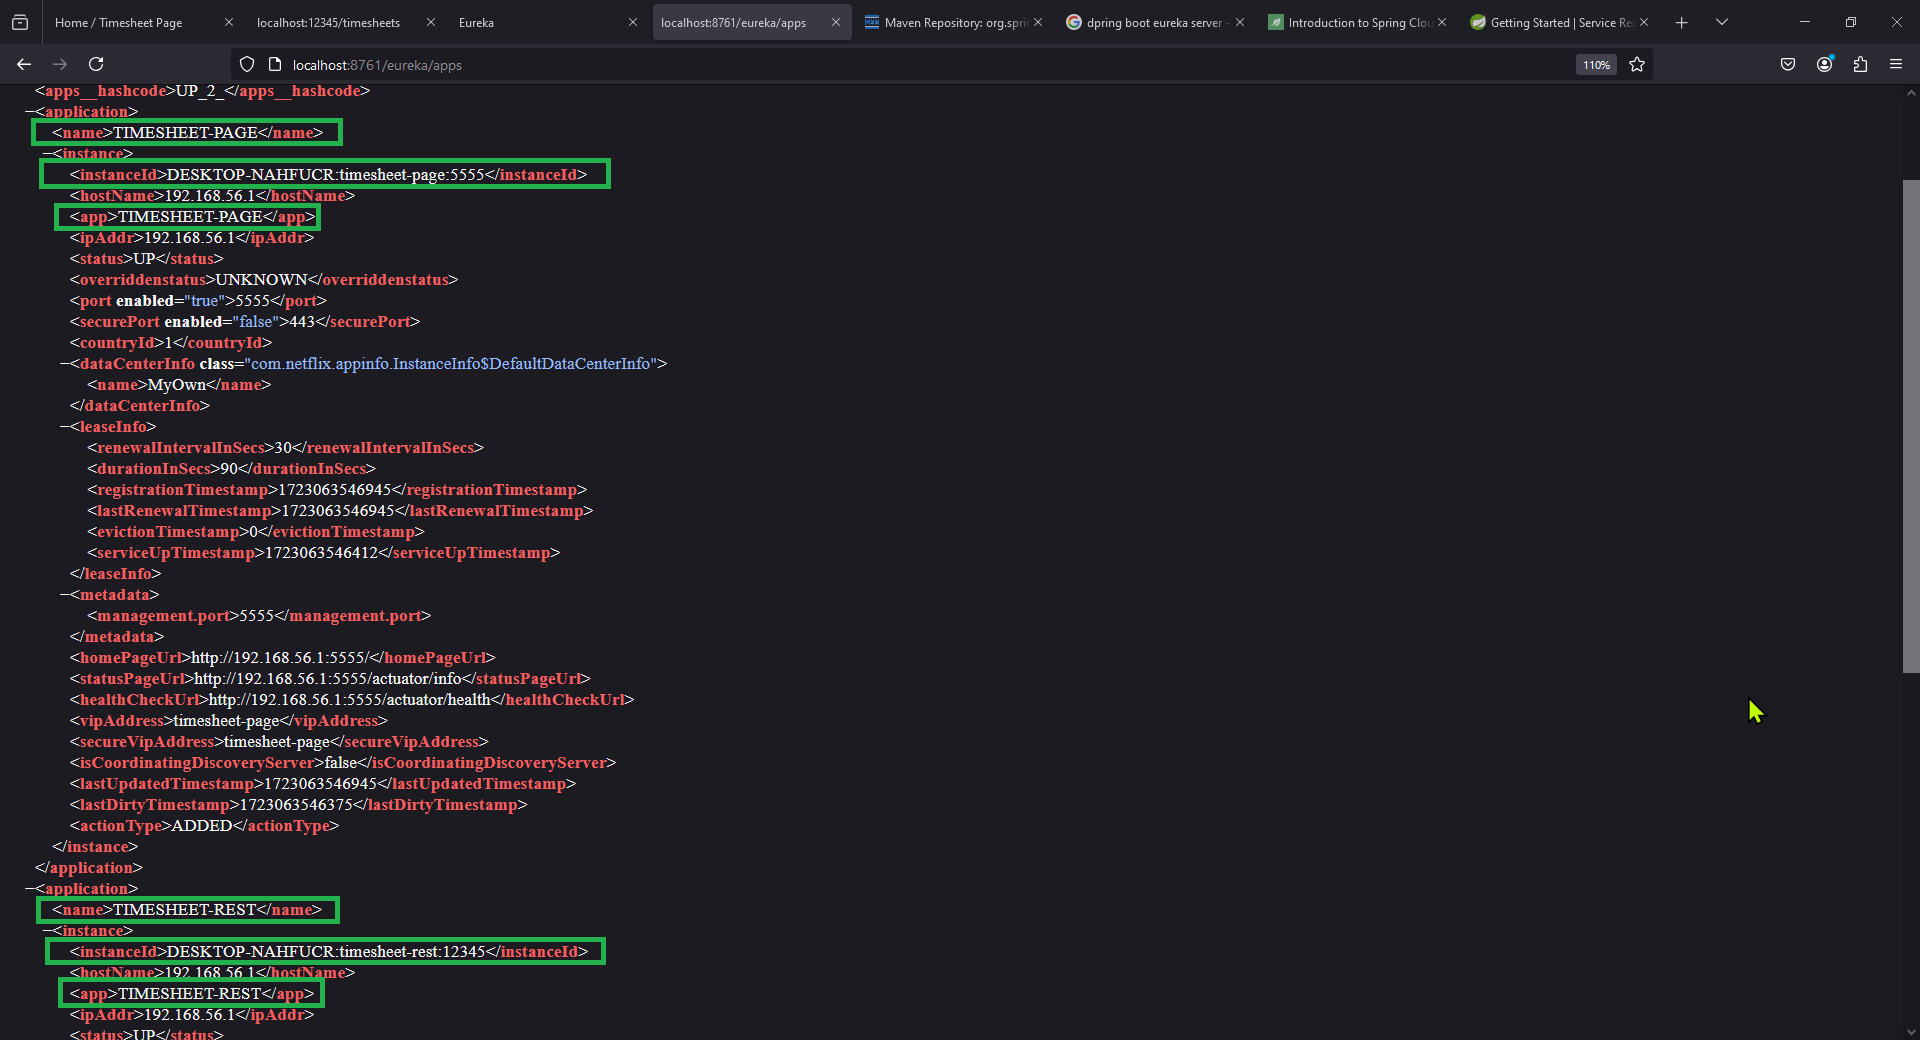 Home / Timesheet Page
localhost:12345/timesheets
Eureka
localhost:8761/eureka/apps
Maven Repository: org.sprin
dpring boot eureka server -
Introduction to Spring Clou
Getting Started | Service Re
localhost:8761/eureka/apps
110%
<apps__hashcode>UP_2_</apps__hashcode>
−<application>
<name>TIMESHEET-PAGE</name>
−<instance>
<instanceId>DESKTOP-NAHFUCR:timesheet-page:5555</instanceId>
<hostName>192.168.56.1</hostName>
<app>TIMESHEET-PAGE</app>
<ipAddr>192.168.56.1</ipAddr>
<status>UP</status>
<overriddenstatus>UNKNOWN</overriddenstatus>
<port enabled="true">5555</port>
<securePort enabled="false">443</securePort>
<countryId>1</countryId>
−<dataCenterInfo class="com.netflix.appinfo.InstanceInfo$DefaultDataCenterInfo">
<name>MyOwn</name>
</dataCenterInfo>
−<leaseInfo>
<renewalIntervalInSecs>30</renewalIntervalInSecs>
<durationInSecs>90</durationInSecs>
<registrationTimestamp>1723063546945</registrationTimestamp>
<lastRenewalTimestamp>1723063546945</lastRenewalTimestamp>
<evictionTimestamp>0</evictionTimestamp>
<serviceUpTimestamp>1723063546412</serviceUpTimestamp>
</leaseInfo>
−<metadata>
<management.port>5555</management.port>
</metadata>
<homePageUrl>http://192.168.56.1:5555/</homePageUrl>
<statusPageUrl>http://192.168.56.1:5555/actuator/info</statusPageUrl>
<healthCheckUrl>http://192.168.56.1:5555/actuator/health</healthCheckUrl>
<vipAddress>timesheet-page</vipAddress>
<secureVipAddress>timesheet-page</secureVipAddress>
<isCoordinatingDiscoveryServer>false</isCoordinatingDiscoveryServer>
<lastUpdatedTimestamp>1723063546945</lastUpdatedTimestamp>
<lastDirtyTimestamp>1723063546375</lastDirtyTimestamp>
<actionType>ADDED</actionType>
</instance>
</application>
−<application>
<name>TIMESHEET-REST</name>
−<instance>
<instanceId>DESKTOP-NAHFUCR:timesheet-rest:12345</instanceId>
<hostName>192.168.56.1</hostName>
<app>TIMESHEET-REST</app>
<ipAddr>192.168.56.1</ipAddr>
<status>UP</status>